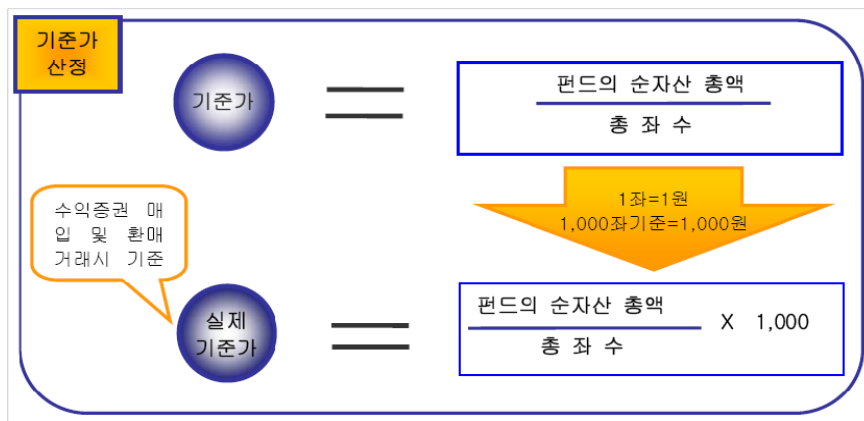 기준가
산정
기준가
펀드의 순자산 총액
총 좌 수
1좌=1원
1,000좌기준=1,000원
수익증권 매
입 및 환매
거래시 기준
실제
기준가
펀드의 순자산 총액
총 좌 수
X 1,000